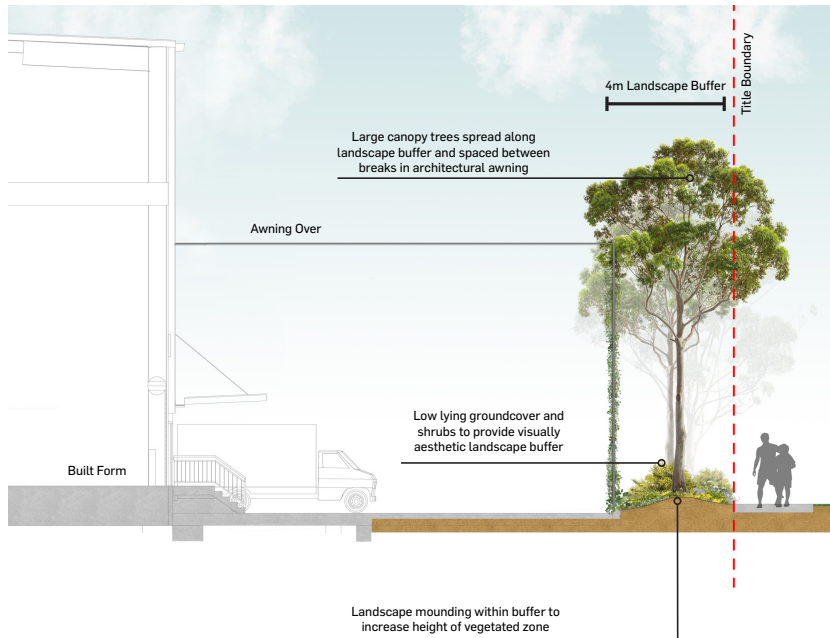 4m Landscape Buffer
Title Boundary
Large canopy trees spread along
landscape buffer and spaced between
breaks in architectural awning
Awning Over
Low lying groundcover and
shrubs to provide visually
aesthetic landscape buffer
Built Form
Landscape mounding within buffer to
increase height of vegetated zone